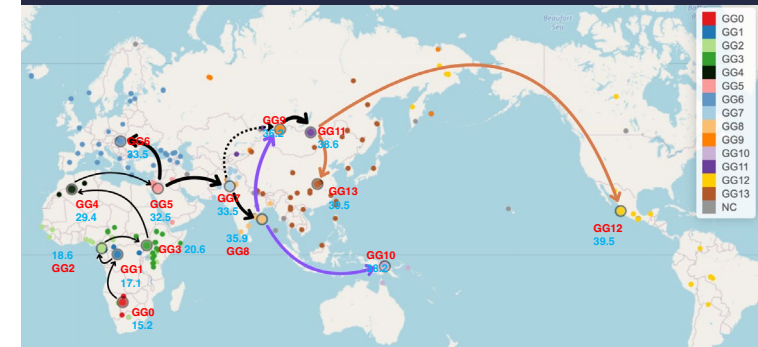 Beaufort
Sea
GG0
GG1
GG2
GG3
GG4
GG5
GG6
GG7
GG8
GG9
GG10
GG11
GG12
GG13
NC
GG9
GG11
38.6
GG6
33.5
GG13
GG7
33.5
GG4
29.4
GG5
32.5
GG12
39.5
35.9
GG8
GG10
18.6
GG2
GG3 20.6
GG1
17.1
GG0
15.2